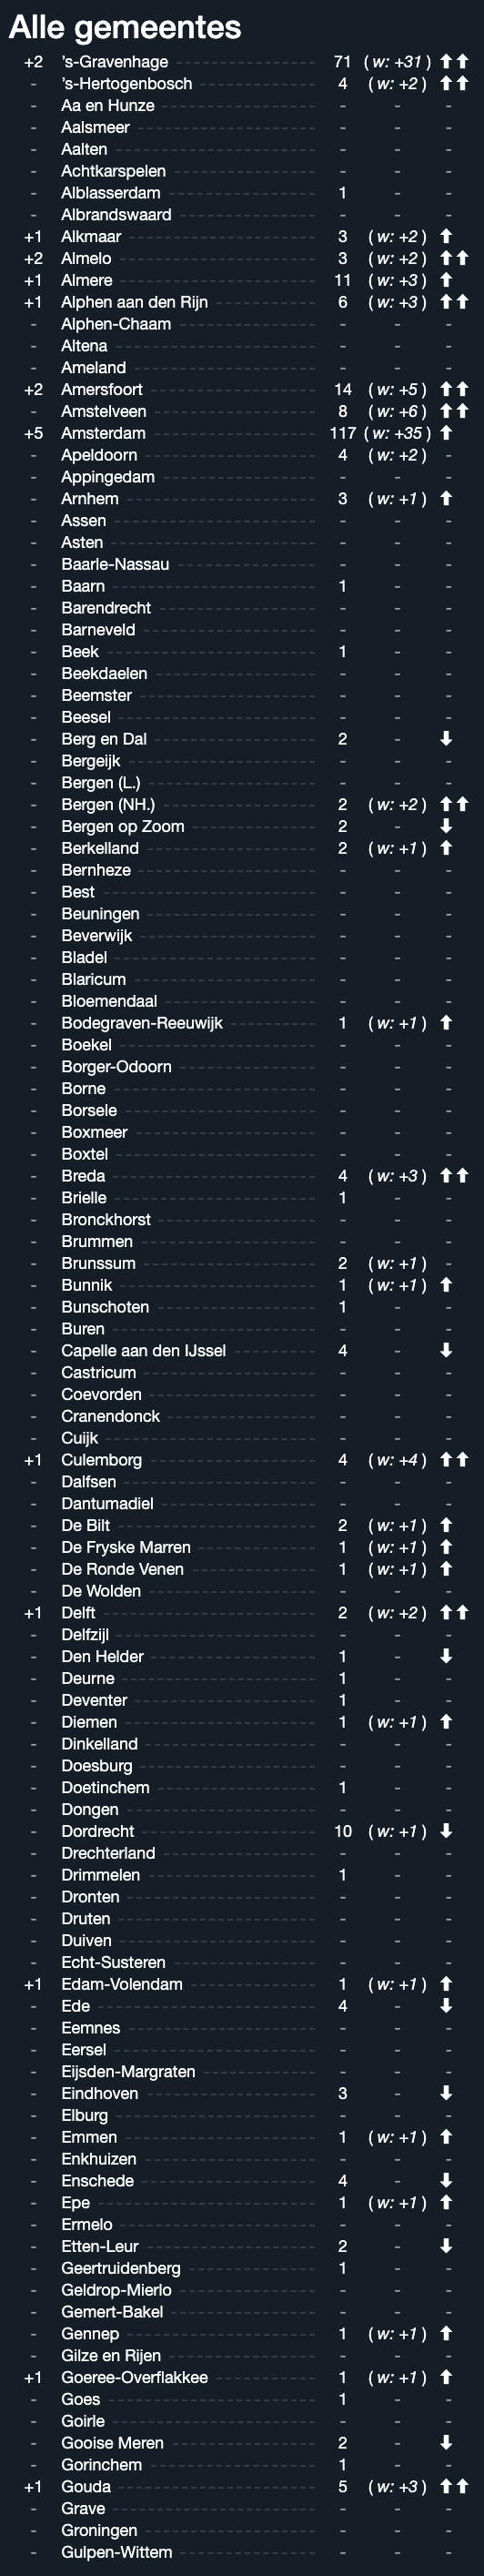 Alle gemeentes
+2 's-Gravenhage 71 ( w: +31 ) ⬆⬆
- 's-Hertogenbosch 4 ( w: +2 ) ⬆⬆
- Aa en Hunze - - -
- Aalsmeer - - -
- Aalten - - -
- Achtkarspelen - - -
- Alblasserdam 1 - -
- Albrandswaard - - -
+1 Alkmaar 3 ( w: +2 ) ⬆
+2 Almelo 3 ( w: +2 ) ⬆⬆
+1 Almere 11 ( w: +3 ) ⬆
+1 Alphen aan den Rijn 6 ( w: +3 ) ⬆⬆
- Alphen-Chaam - - -
- Altena - - -
- Ameland - - -
+2 Amersfoort 14 ( w: +5 ) ⬆⬆
- Amstelveen 8 ( w: +6 ) ⬆⬆
+5 Amsterdam 117 ( w: +35 ) ⬆
- Apeldoorn 4 ( w: +2 ) -
- Appingedam - - -
- Arnhem 3 ( w: +1 ) ⬆
- Assen - - -
- Asten - - -
- Baarle-Nassau - - -
- Baarn 1 - -
- Barendrecht - - -
- Barneveld - - -
- Beek 1 - -
- Beekdaelen - - -
- Beemster - - -
- Beesel - - -
- Berg en Dal 2 - ⬇
- Bergeijk - - -
- Bergen (L.) - - -
- Bergen (NH.) 2 ( w: +2 ) ⬆⬆
- Bergen op Zoom 2 - ⬇
- Berkelland 2 ( w: +1 ) ⬆
- Bernheze - - -
- Best - - -
- Beuningen - - -
- Beverwijk - - -
- Bladel - - -
- Blaricum - - -
- Bloemendaal - - -
- Bodegraven-Reeuwijk 1 ( w: +1 ) ⬆
- Boekel - - -
- Borger-Odoorn - - -
- Borne - - -
- Borsele - - -
- Boxmeer - - -
- Boxtel - - -
- Breda 4 ( w: +3 ) ⬆⬆
- Brielle 1 - -
- Bronckhorst - - -
- Brummen - - -
- Brunssum 2 ( w: +1 ) -
- Bunnik 1 ( w: +1 ) ⬆
- Bunschoten 1 - -
- Buren - - -
- Capelle aan den IJssel 4 - ⬇
- Castricum - - -
- Coevorden - - -
- Cranendonck - - -
- Cuijk - - -
+1 Culemborg 4 ( w: +4 ) ⬆⬆
- Dalfsen - - -
- Dantumadiel - - -
- De Bilt 2 ( w: +1 ) ⬆
- De Fryske Marren 1 ( w: +1 ) ⬆
- De Ronde Venen 1 ( w: +1 ) ⬆
- De Wolden - - -
+1 Delft 2 ( w: +2 ) ⬆⬆
- Delfzijl - - -
- Den Helder 1 - ⬇
- Deurne 1 - -
- Deventer 1 - -
- Diemen 1 ( w: +1 ) ⬆
- Dinkelland - - -
- Doesburg - - -
- Doetinchem 1 - -
- Dongen - - -
- Dordrecht 10 ( w: +1 ) ⬇
- Drechterland - - -
- Drimmelen 1 - -
- Dronten - - -
- Druten - - -
- Duiven - - -
- Echt-Susteren - - -
+1 Edam-Volendam 1 ( w: +1 ) ⬆
- Ede 4 - ⬇
- Eemnes - - -
- Eersel - - -
- Eijsden-Margraten - - -
- Eindhoven 3 - ⬇
- Elburg - - -
- Emmen 1 ( w: +1 ) ⬆
- Enkhuizen - - -
- Enschede 4 - ⬇
- Epe 1 ( w: +1 ) ⬆
- Ermelo - - -
- Etten-Leur 2 - ⬇
- Geertruidenberg 1 - -
- Geldrop-Mierlo - - -
- Gemert-Bakel - - -
- Gennep 1 ( w: +1 ) ⬆
- Gilze en Rijen - - -
+1 Goeree-Overflakkee 1 ( w: +1 ) ⬆
- Goes 1 - -
- Goirle - - -
- Gooise Meren 2 - ⬇
- Gorinchem 1 - -
+1 Gouda 5 ( w: +3 ) ⬆⬆
- Grave - - -
- Groningen - - -
- Gulpen-Wittem - - -